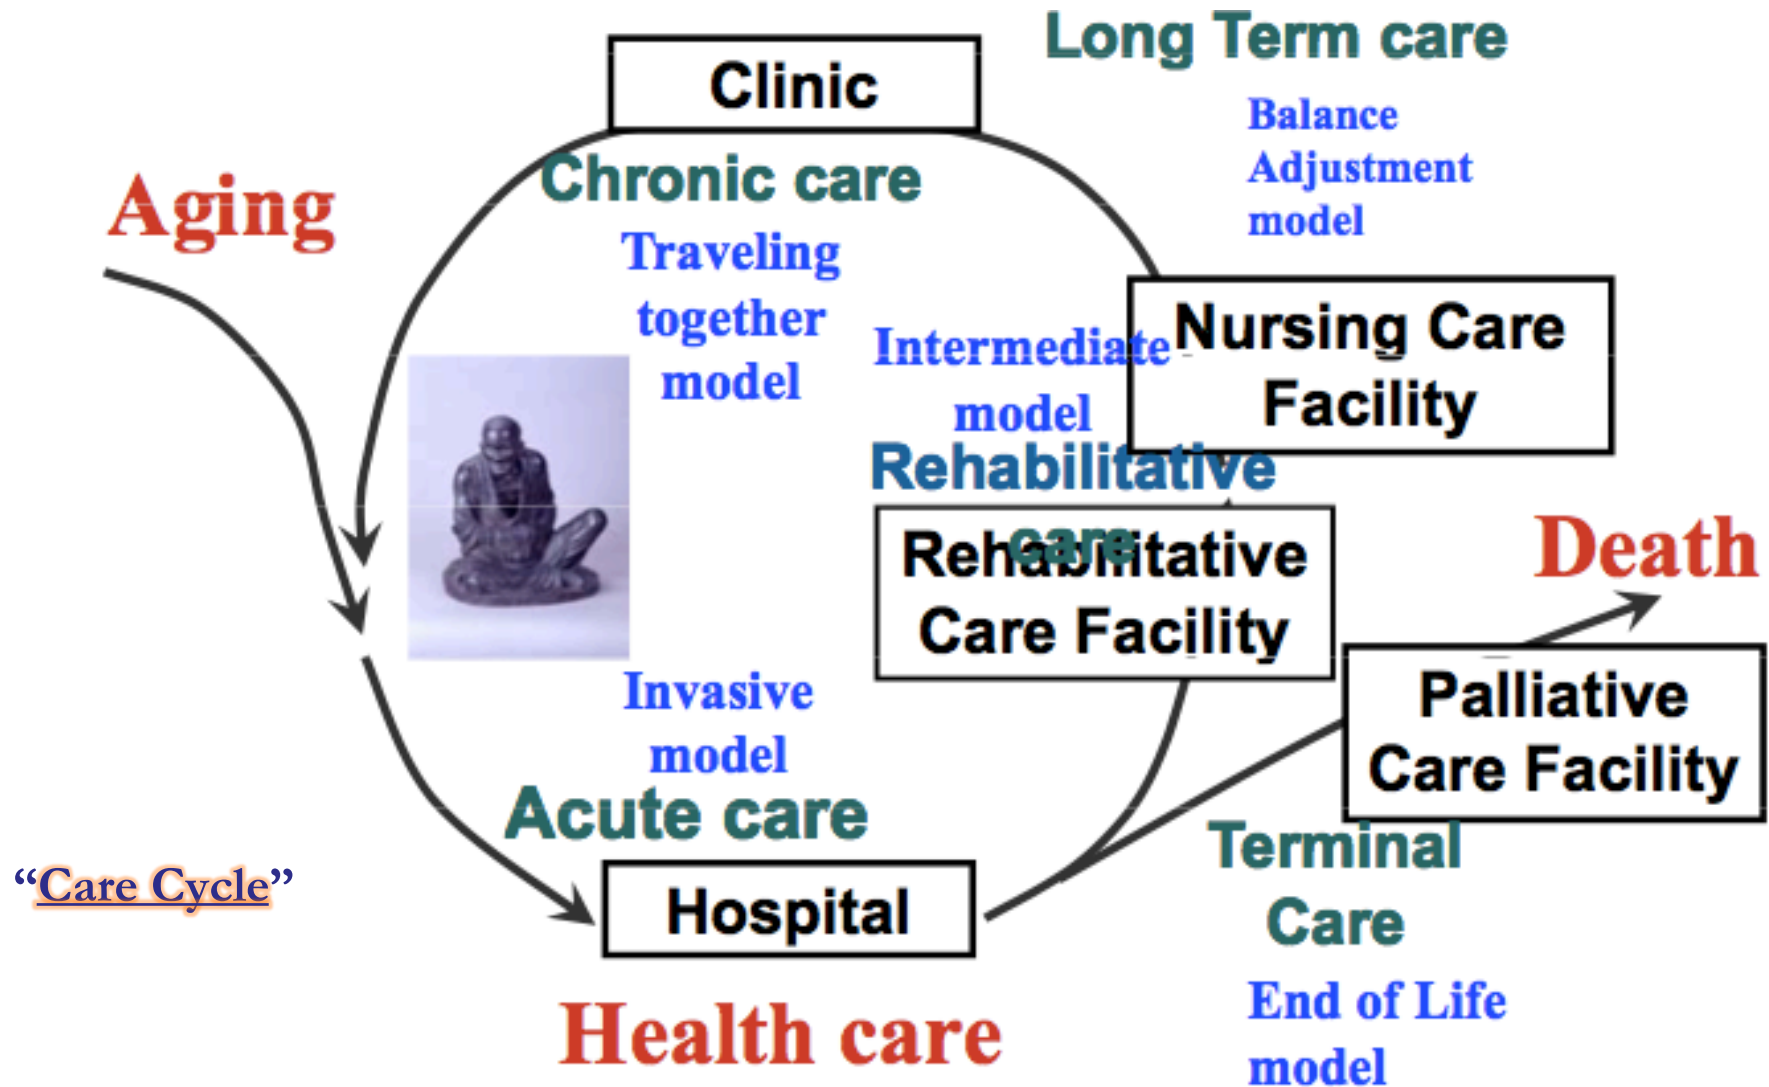 Long Term care
Clinic
Balance
Adjustment
model
Aging
Chronic care
Traveling
together
model
Nursing Care
Facility
Intermediate
model
Rehabilitative
care
Rehabilitative
Care Facility
Death
Palliative
Care Facility
Invasive
model
Acute care
Terminal
Care
“Care Cycle”
Hospital
End of Life
model
Health care